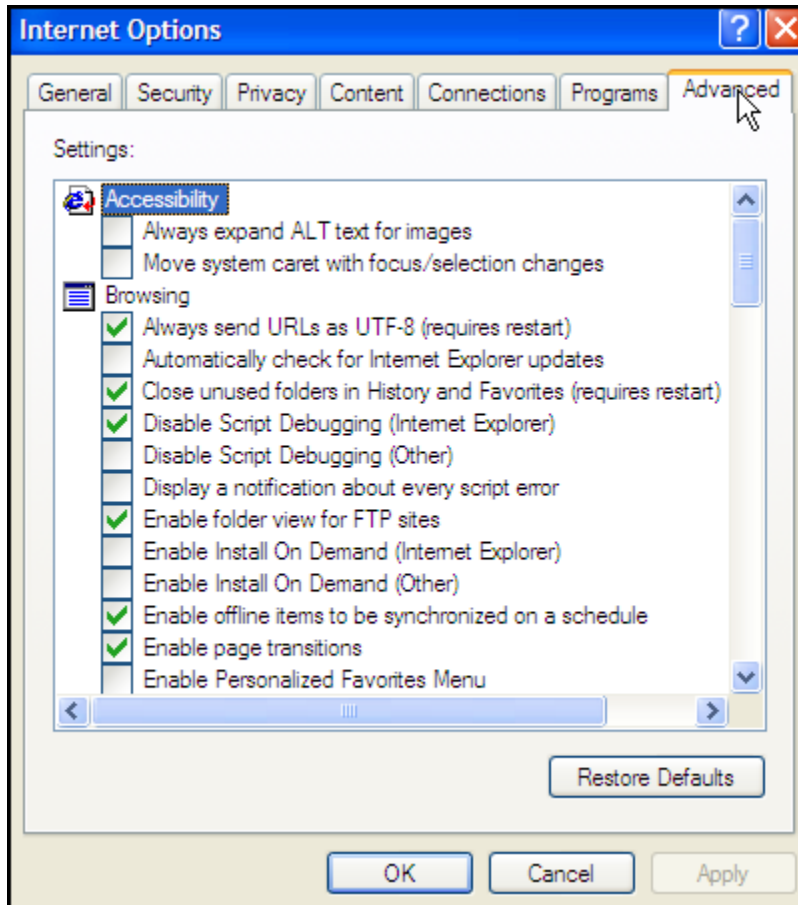 Internet Options
General Security Privacy Content Connections Programs Advanced
Settings:
Accessibility
Always expand ALT text for images
Move system caret with focus/selection changes
Browsing
Always send URLs as UTF-8 (requires restart)
Automatically check for Internet Explorer updates
Close unused folders in History and Favorites (requires restart)
Disable Script Debugging (Internet Explorer)
Disable Script Debugging (Other)
Display a notification about every script error
Enable folder view for FTP sites
Enable Install On Demand (Internet Explorer)
Enable Install On Demand (Other)
Enable offline items to be synchronized on a schedule
Enable page transitions
Enable Personalized Favorites Menu
Restore Defaults
OK Cancel Apply